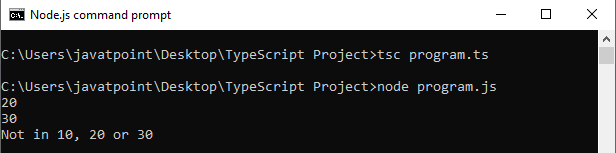 Node.js command prompt
C:\Users\javatpoint\Desktop\TypeScript Project>tsc program.ts
C:\Users\javatpoint\Desktop\TypeScript Project>node program.js
20
30
Not in 10, 20 or 30